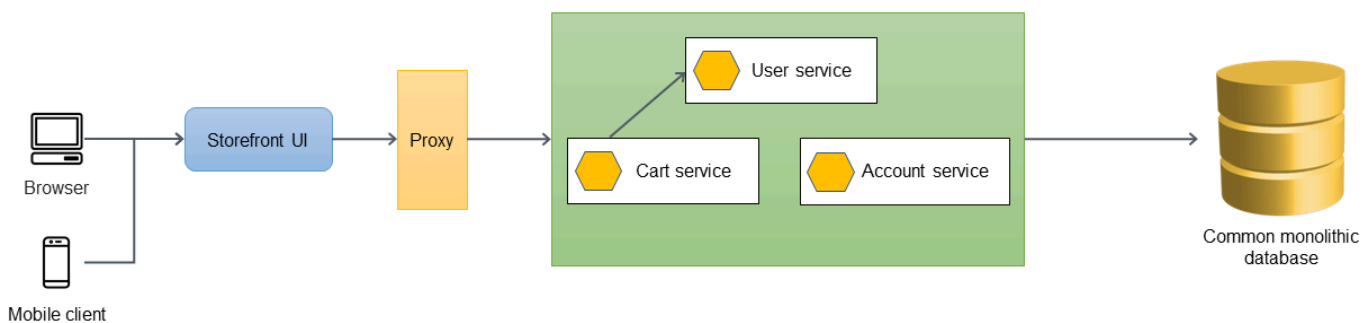 Browser
Mobile client
Storefront UI
Proxy
User service
Cart service
Account service
Common monolithic
database